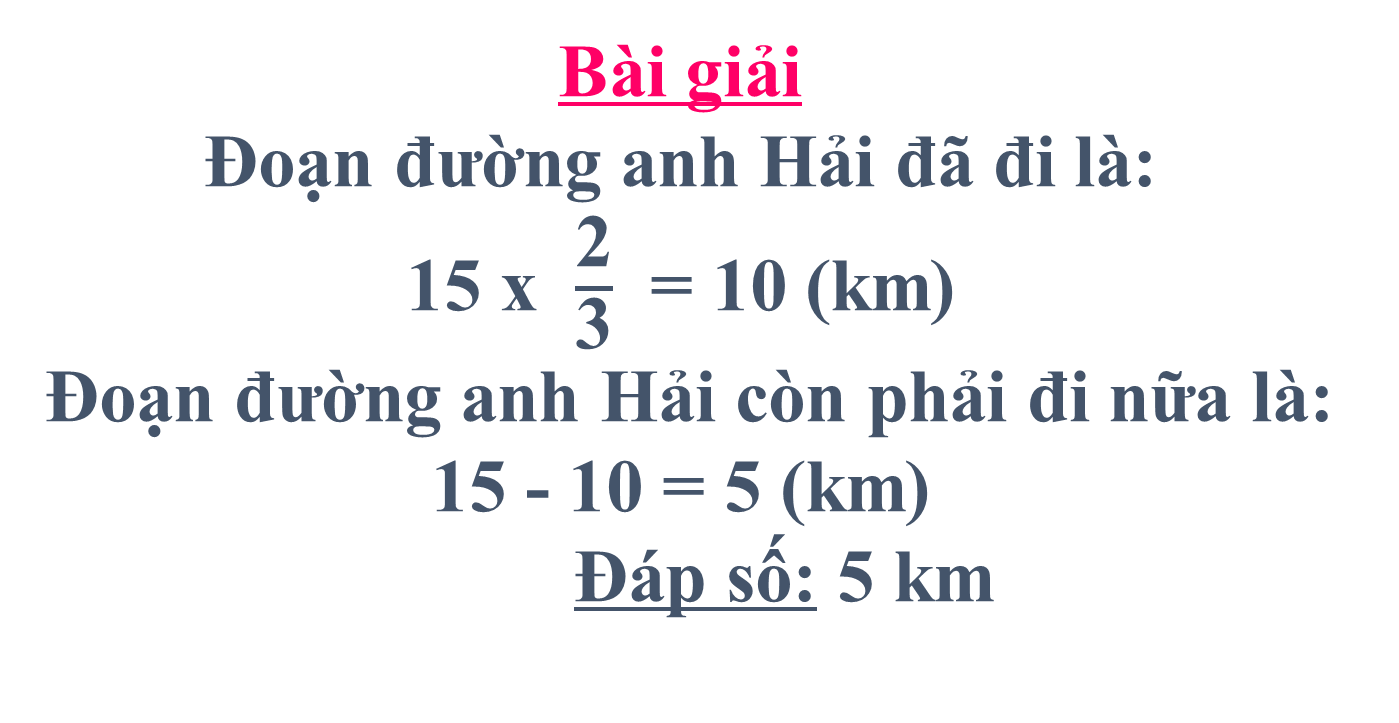 Bài giải
Đoạn đường anh Hải đã đi là:
15 x 2/3 = 10 (km)
Đoạn đường anh Hải còn phải đi nữa là:
15 - 10 = 5 (km)
Đáp số: 5 km